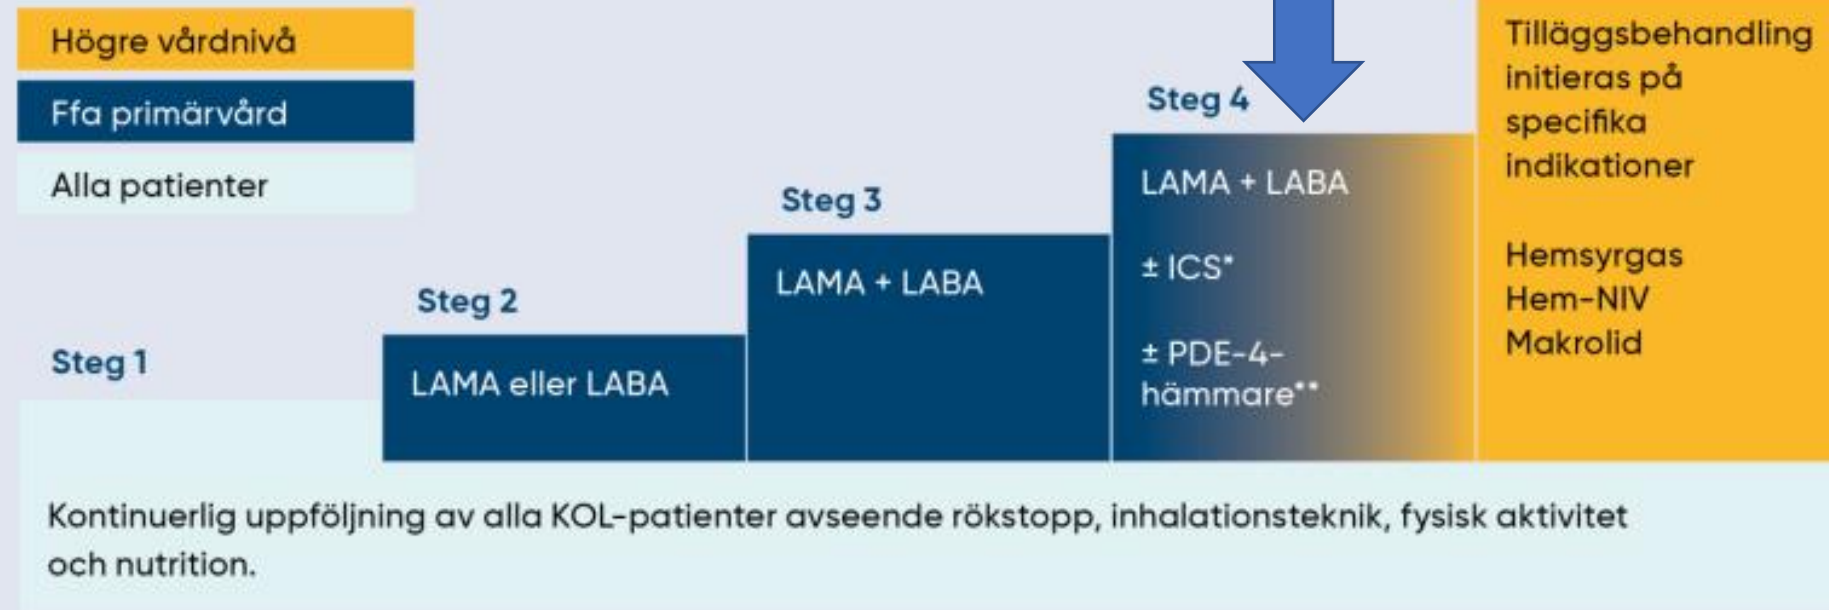 Högre vårdnivå
Ffa primärvård
Alla patienter
Steg 1
Steg 2
LAMA eller LABA
Steg 3
LAMA + LABA
Steg 4
LAMA + LABA
± ICS*
± PDE-4-
hämmare**
Tilläggsbehandling
initieras på
specifika
indikationer
Hemsyrgas
Hem-NIV
Makrolid
Kontinuerlig uppföljning av alla KOL-patienter avseende rökstopp, inhalationsteknik, fysisk aktivitet
och nutrition.